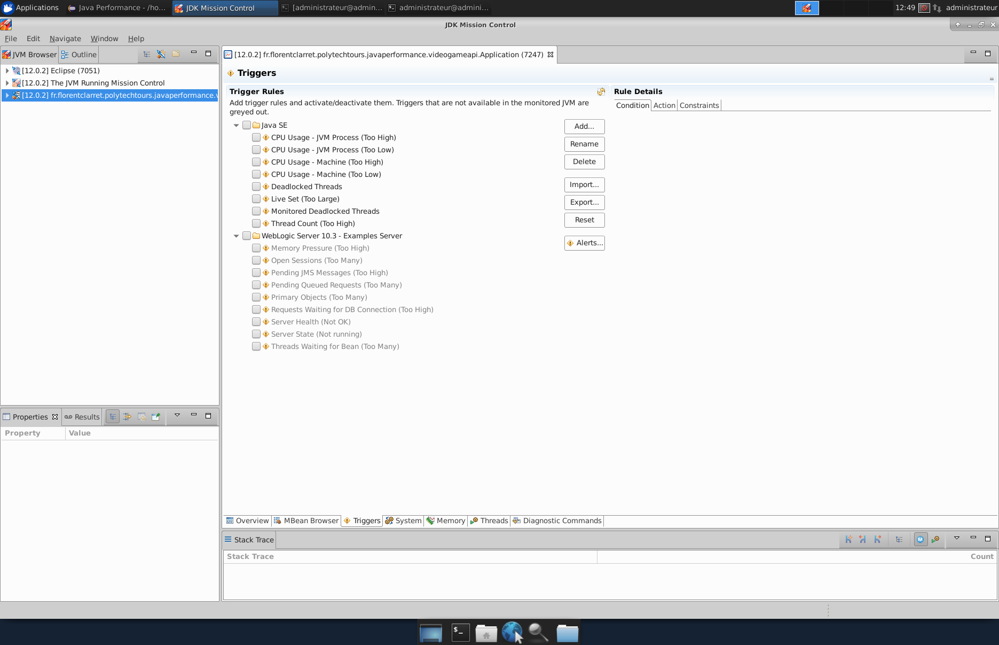 Applications
Java Performance - /ho...
JDK Mission Control
[administrateur@admin...
administrateur@admini...
12:49
administrateur
JDK Mission Control
File Edit Navigate Window Help
JVM Browser
Outline
[12.0.2] Eclipse (7051)
[12.0.2] The JVM Running Mission Control
[12.0.2] fr.florentclarret.polytechtours.javaperformance.v
[12.0.2] fr.florentclarret.polytechtours.javaperformance.videogameapi.Application (7247)
Triggers
Trigger Rules
Add trigger rules and activate/deactivate them. Triggers that are not available in the monitored JVM are
greyed out.
Java SE
CPU Usage - JVM Process (Too High)
CPU Usage - JVM Process (Too Low)
CPU Usage - Machine (Too High)
CPU Usage - Machine (Too Low)
Deadlocked Threads
Live Set (Too Large)
Monitored Deadlocked Threads
Thread Count (Too High)
WebLogic Server 10.3 - Examples Server
Memory Pressure (Too High)
Open Sessions (Too Many)
Pending JMS Messages (Too High)
Pending Queued Requests (Too Many)
Primary Objects (Too Many)
Requests Waiting for DB Connection (Too High)
Server Health (Not OK)
Server State (Not running)
Threads Waiting for Bean (Too Many)
Add...
Rename
Delete
Import...
Export...
Reset
Alerts...
Rule Details
Condition Action Constraints
Overview MBean Browser Triggers System Memory Threads Diagnostic Commands
Properties
Results
Property Value
Stack Trace
Stack Trace Count